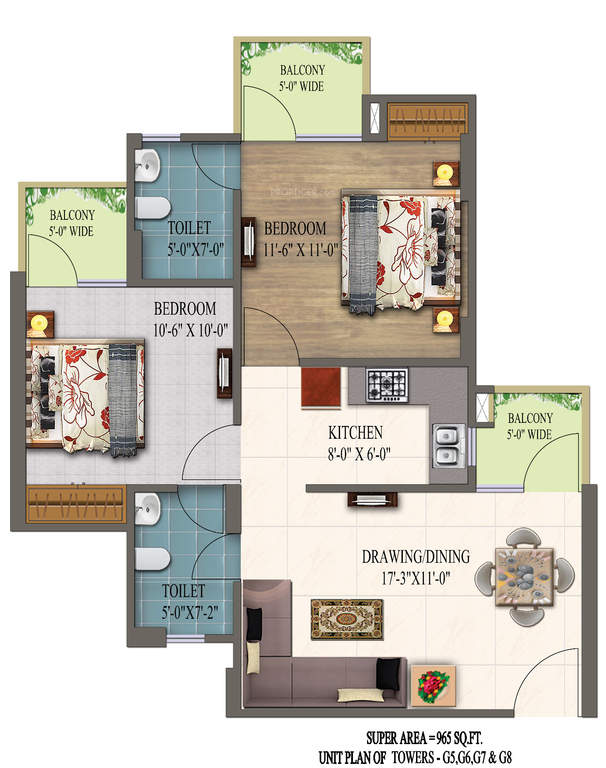 BALCONY
5'-0" WIDE
BALCONY
5'-0" WIDE
TOILET
5'-0"X7'-0"
BEDROOM
11'-6" X 11'-0"
BEDROOM
10'-6" X 10'-0"
KITCHEN
8'-0" X 6'-0"
BALCONY
5'-0" WIDE
DRAWING/DINING
17'-3"X11'-0"
TOILET
5'-0"X7'-2"
SUPER AREA = 965 SQ.FT.
UNIT PLAN OF TOWERS - G5,G6,G7 & G8